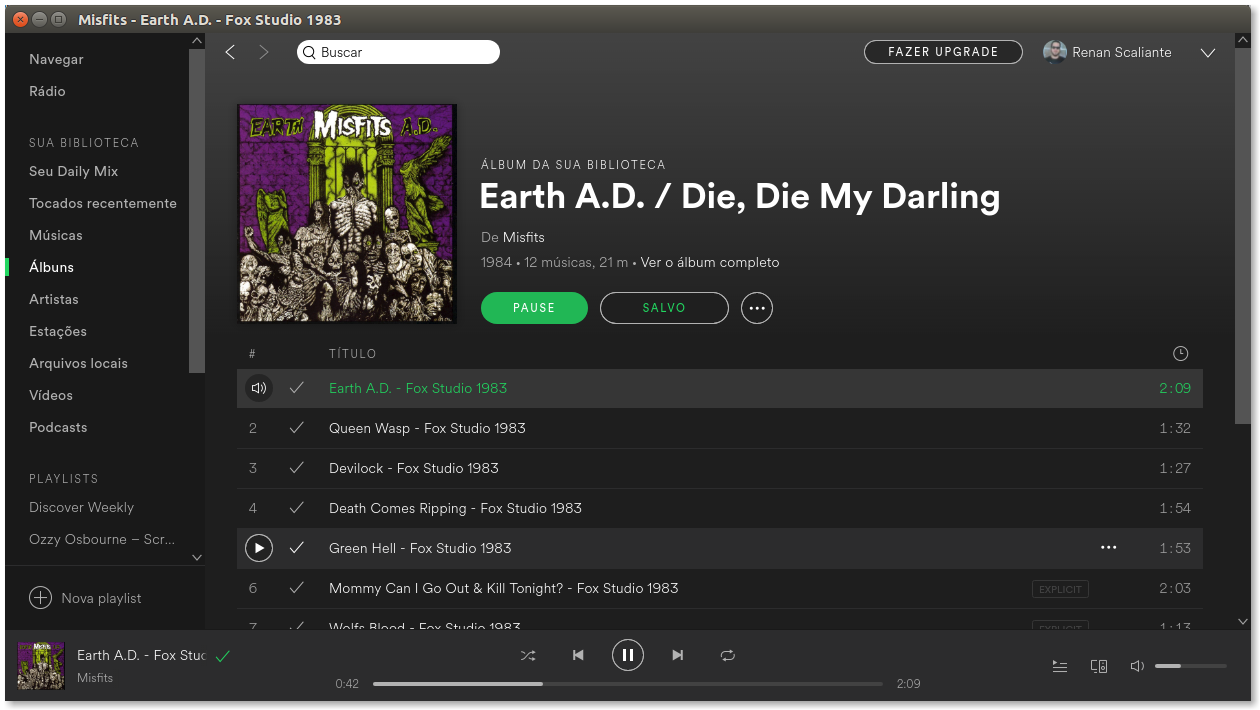 Misfits - Earth A.D. - Fox Studio 1983
Navegar
Rádio
SUA BIBLIOTECA
Seu Daily Mix
Tocados recentemente
Músicas
Álbuns
Artistas
Estações
Arquivos locais
Vídeos
Podcasts
PLAYLISTS
Discover Weekly
Ozzy Osbourne – Scr...
Nova playlist
Buscar
FAZER UPGRADE
Renan Scaliante
EARTH MISFITS A.D.
ÁLBUM DA SUA BIBLIOTECA
Earth A.D. / Die, Die My Darling
De Misfits
1984 • 12 músicas, 21 m • Ver o álbum completo
PAUSE SALVO
# TÍTULO
Earth A.D. - Fox Studio 1983 2:09
2 Queen Wasp - Fox Studio 1983 1:32
3 Devilock - Fox Studio 1983 1:27
4 Death Comes Ripping - Fox Studio 1983 1:54
Green Hell - Fox Studio 1983 1:53
6 Mommy Can I Go Out & Kill Tonight? - Fox Studio 1983 EXPLICIT 2:03
7 Wolfs Blood - Fox Studio 1983 EXPLICIT 1:13
MISFITS
Earth A.D. - Fox Stuc
Misfits
0:42 2:09